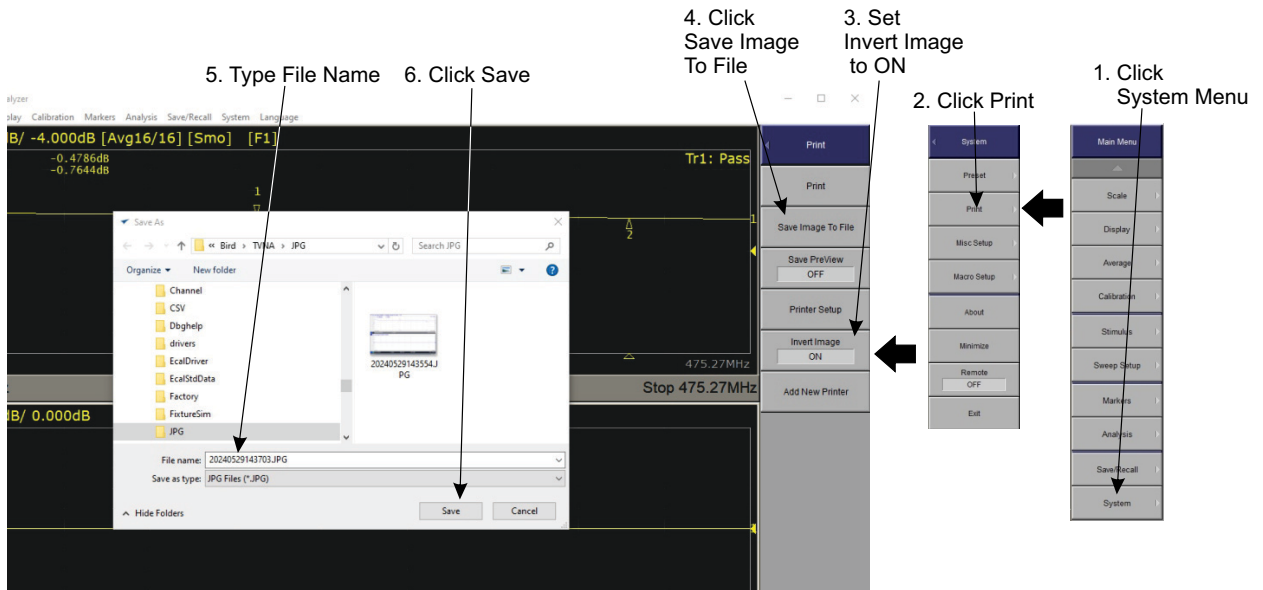 4. Click
Save Image
To File
3. Set
Invert Image
to ON
5. Type File Name
6. Click Save
1. Click
System Menu
2. Click Print
alyzer
play Calibration Markers Analysis Save/Recall System Language
dB/ -4.000dB [Avg16/16] [Smo] [F1]
-0.4786dB
-0.7644dB
Tr1: Pass
1
1
2
475.27MHz
Stop 475.27MHz
dB/ 0.000dB
Save As
« Bird › TVNA › JPG
Search JPG
Organize
New folder
?
Channel
CSV
Dbghelp
drivers
EcalDriver
EcalStdData
Factory
FixtureSim
JPG
20240529143554.J
PG
File name: 20240529143703.JPG
Save as type: JPG Files (*.JPG)
Hide Folders
Save
Cancel
Print
Print
Save Image To File
Save PreView
OFF
Printer Setup
Invert Image
ON
Add New Printer
System
Preset
Print
Misc Setup
Macro Setup
About
Minimize
Remote
OFF
Exit
Main Menu
Scale
Display
Average
Calibration
Stimulus
Sweep Setup
Markers
Analysis
Save/Recall
System